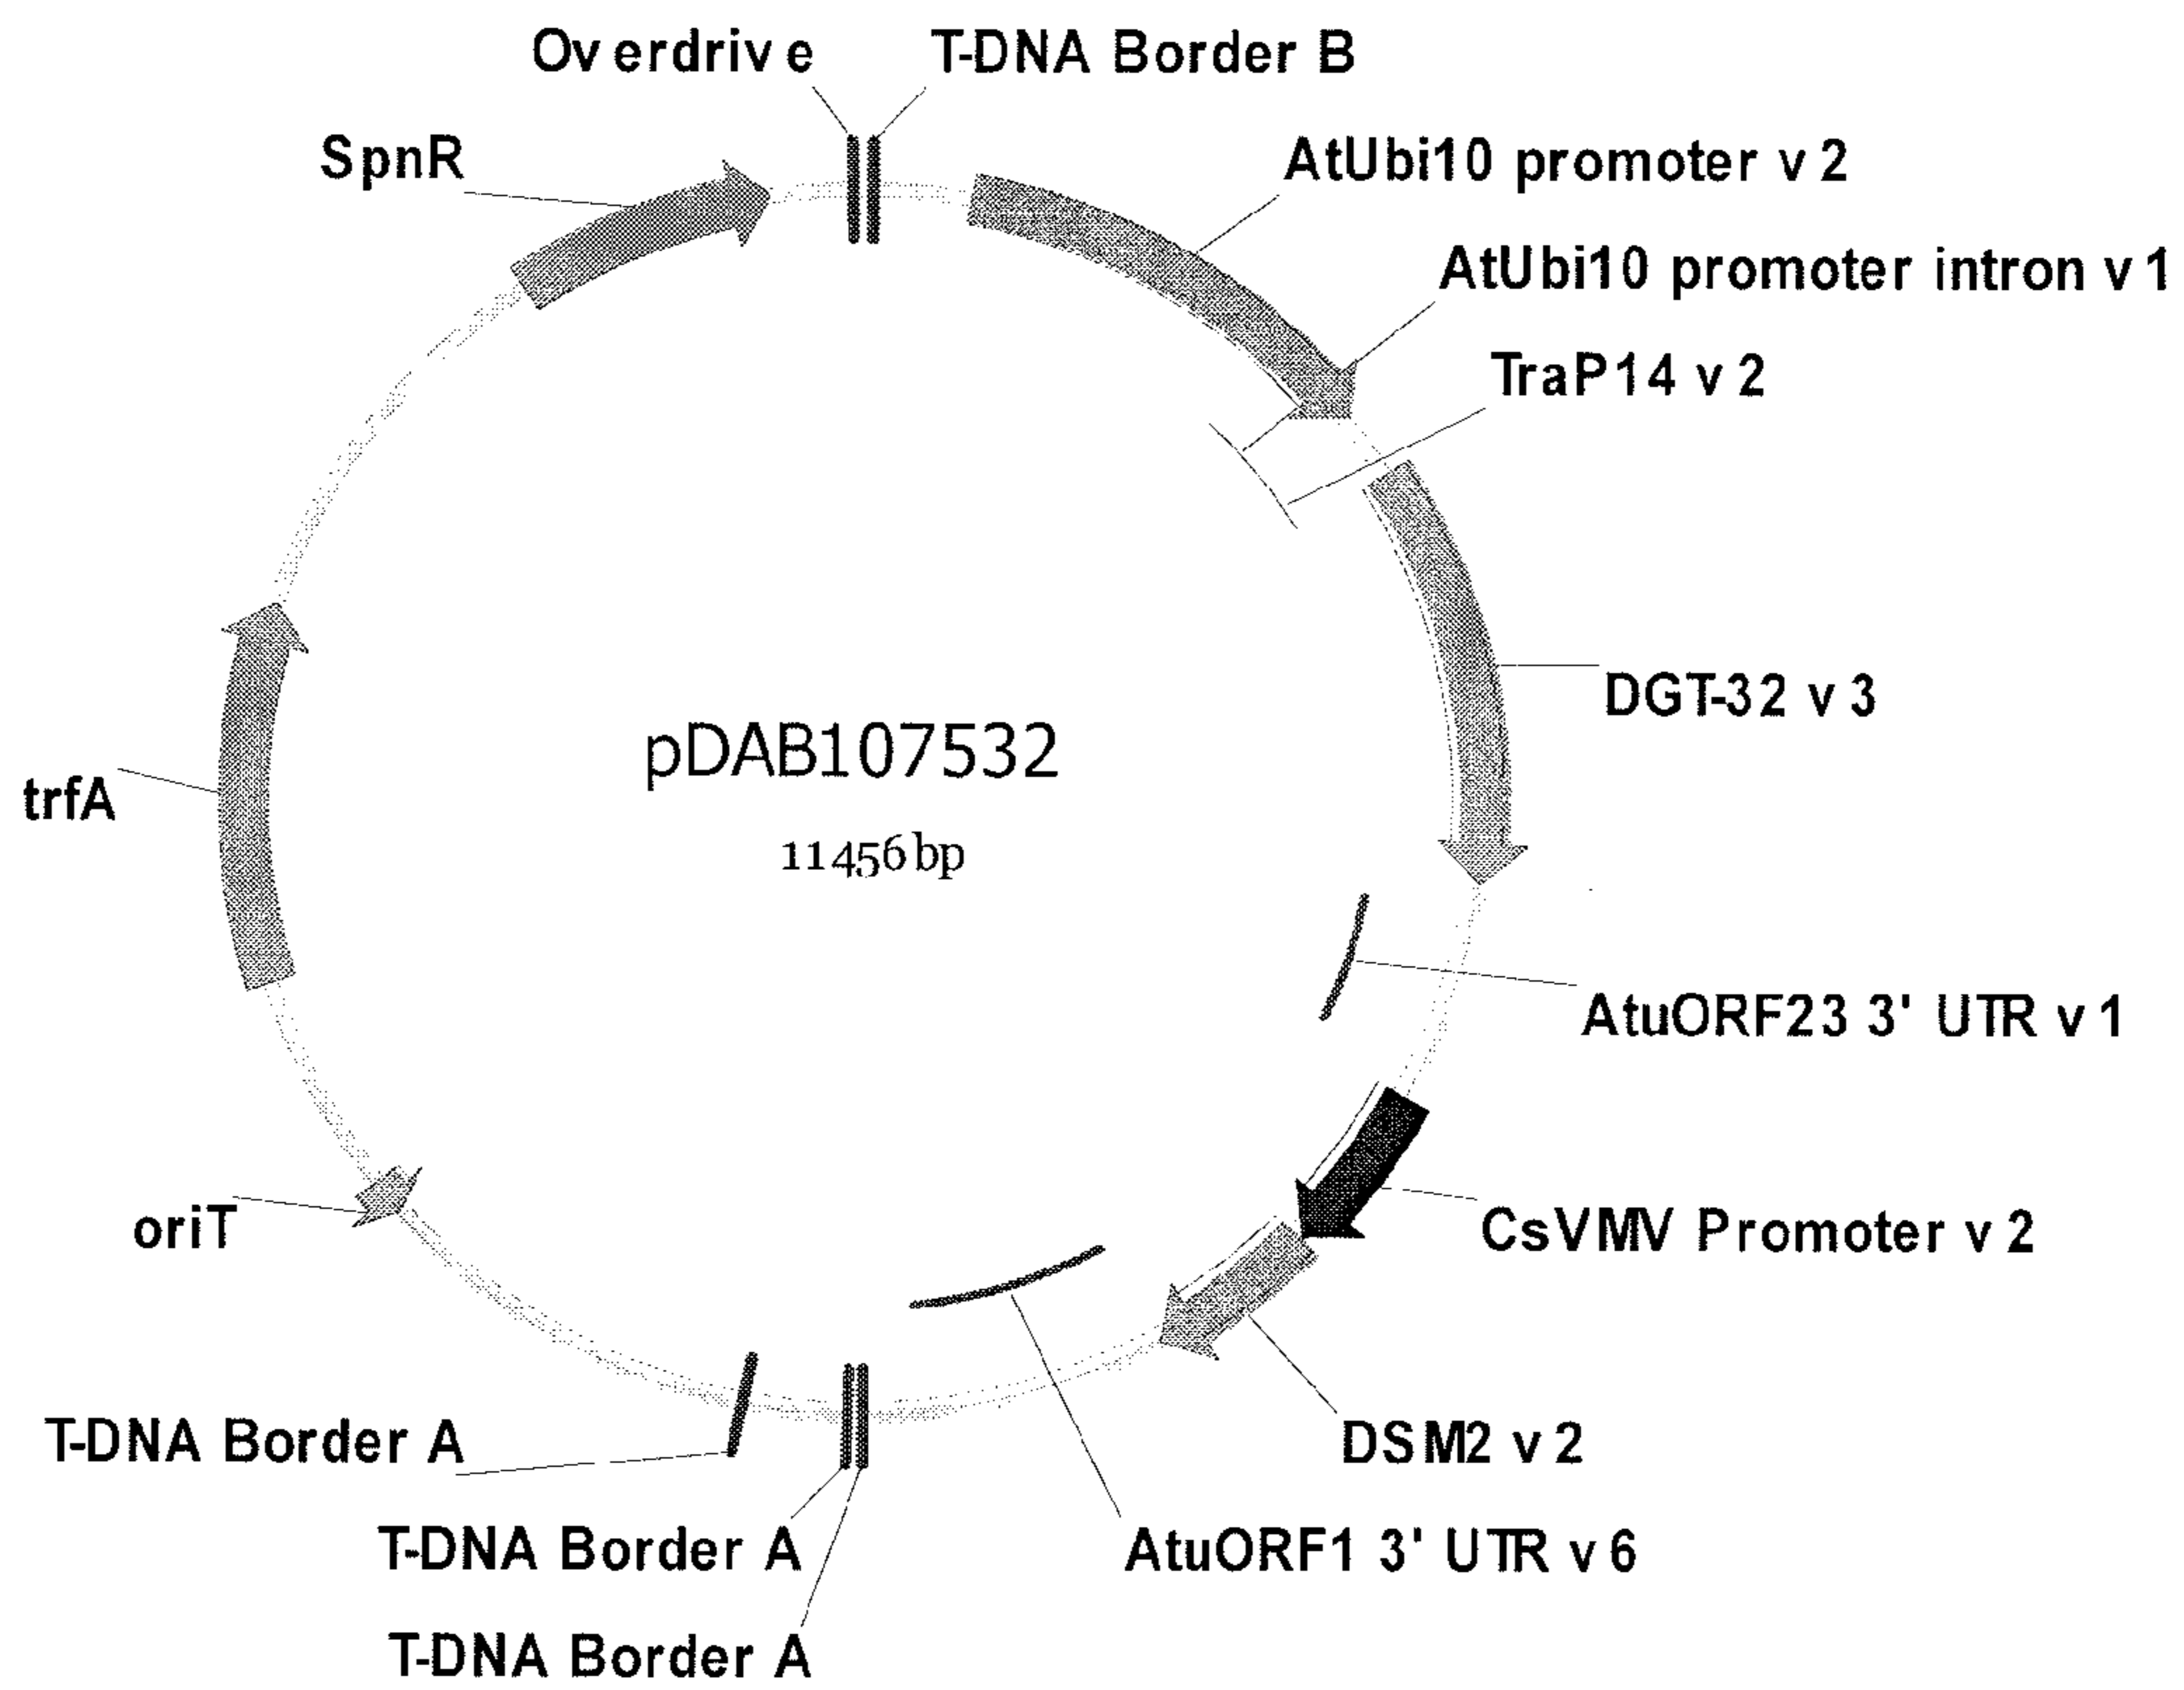 Overdrive
T-DNA Border B
SpnR
AtUbi10 promoter v2
AtUbi10 promoter intron v1
TraP14 v2
DGT-32 v3
pDAB107532
11456 bp
trfA
AtuORF23 3' UTR v1
oriT
CsVMV Promoter v2
T-DNA Border A
DSM2 v2
T-DNA Border A
AtuORF1 3' UTR v6
T-DNA Border A